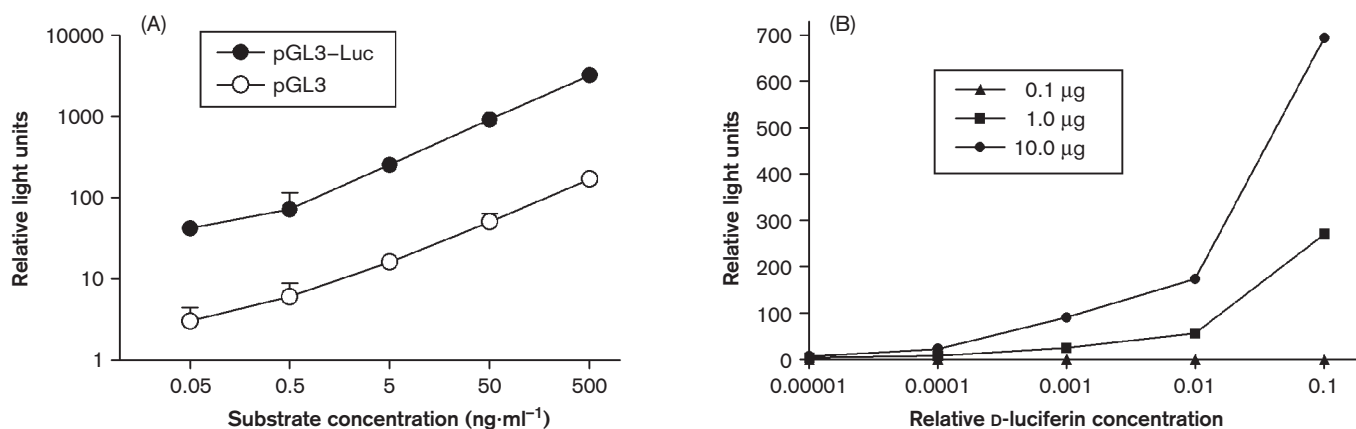 (A)
pGL3–Luc
pGL3
10000
1000
100
10
1
Relative light units
0.05 0.5 5 50 500
Substrate concentration (ng·ml⁻¹)
(B)
0.1 µg
1.0 µg
10.0 µg
700
600
500
400
300
200
100
0
Relative light units
0.00001 0.0001 0.001 0.01 0.1
Relative D-luciferin concentration